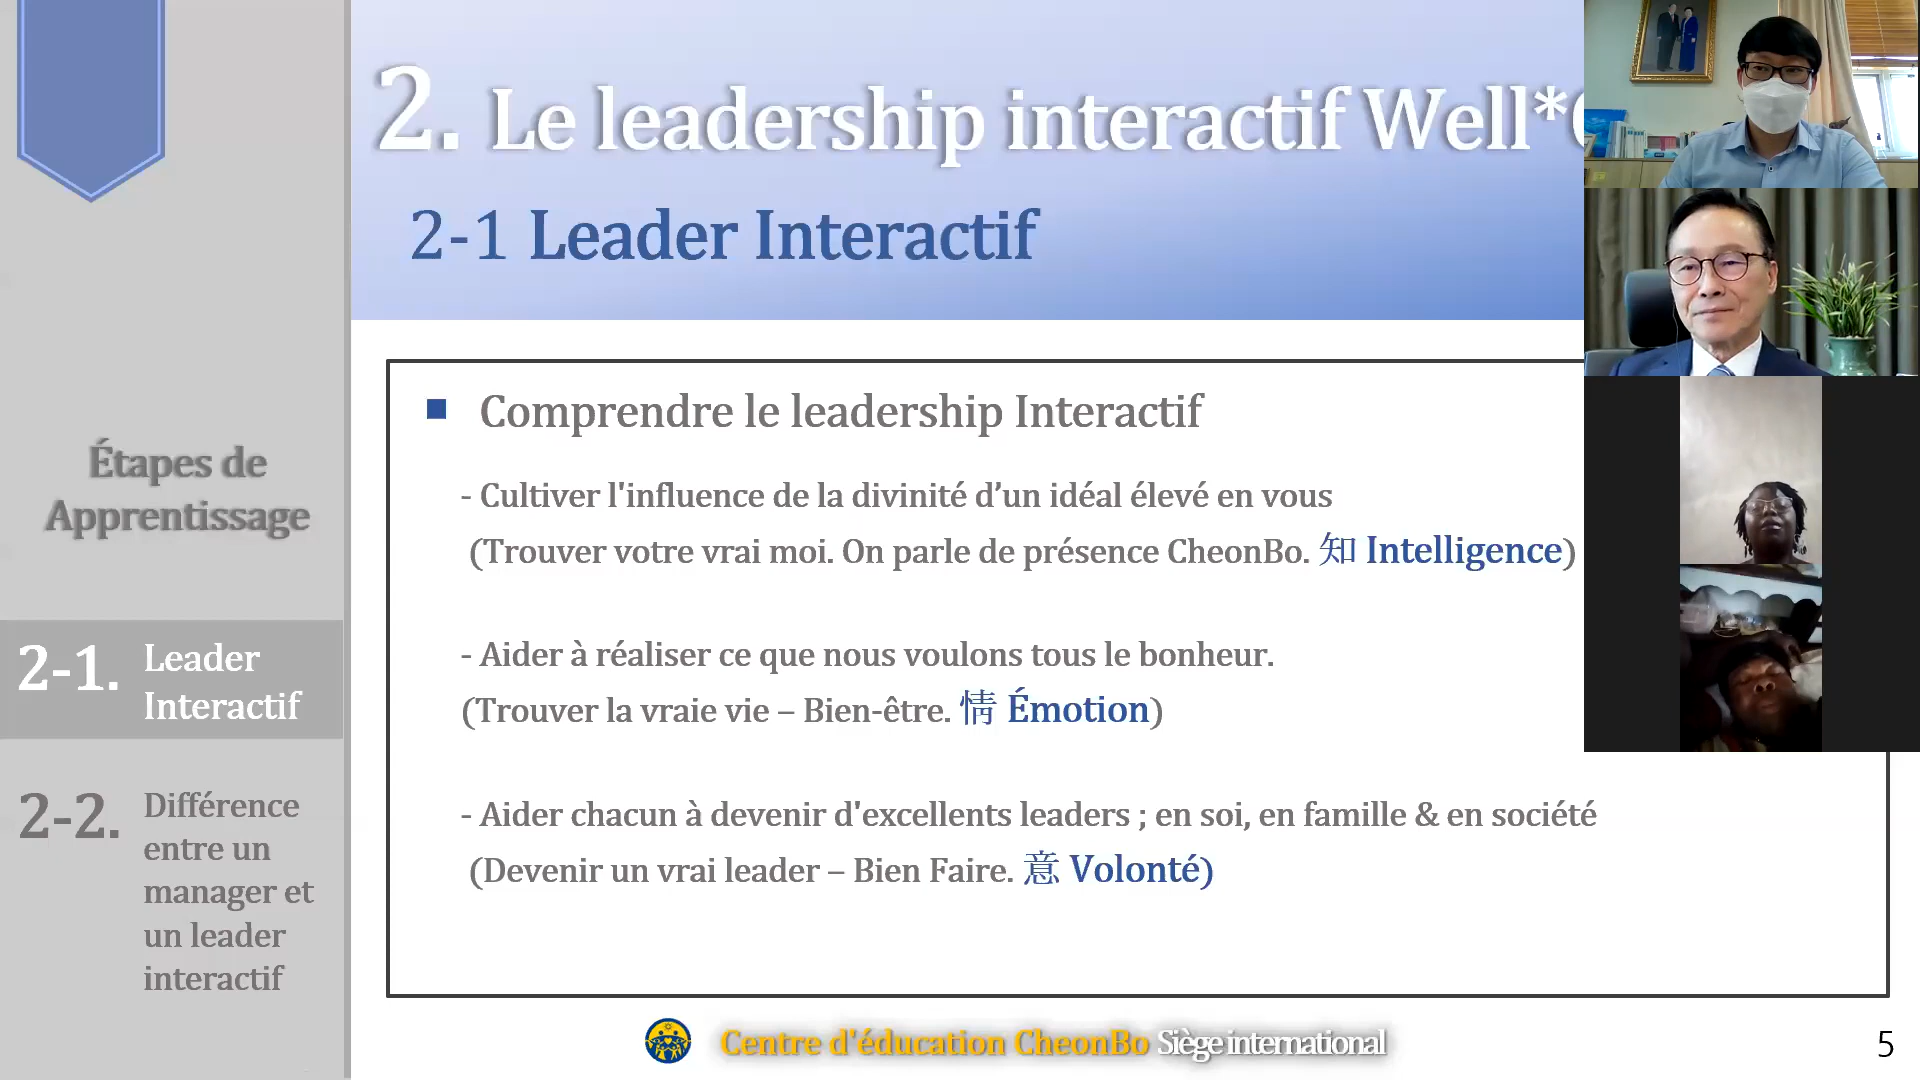 2. Le leadership interactif Well*
2-1 Leader Interactif
Étapes de
Apprentissage
2-1. Leader
Interactif
2-2. Différence
entre un
manager et
un leader
interactif
■ Comprendre le leadership Interactif
- Cultiver l'influence de la divinité d’un idéal élevé en vous
(Trouver votre vrai moi. On parle de présence CheonBo. 知 Intelligence)
- Aider à réaliser ce que nous voulons tous le bonheur.
(Trouver la vraie vie – Bien-être. 情 Émotion)
- Aider chacun à devenir d'excellents leaders ; en soi, en famille & en société
(Devenir un vrai leader – Bien Faire. 意 Volonté)
Centre d'éducation CheonBo Siège international
5